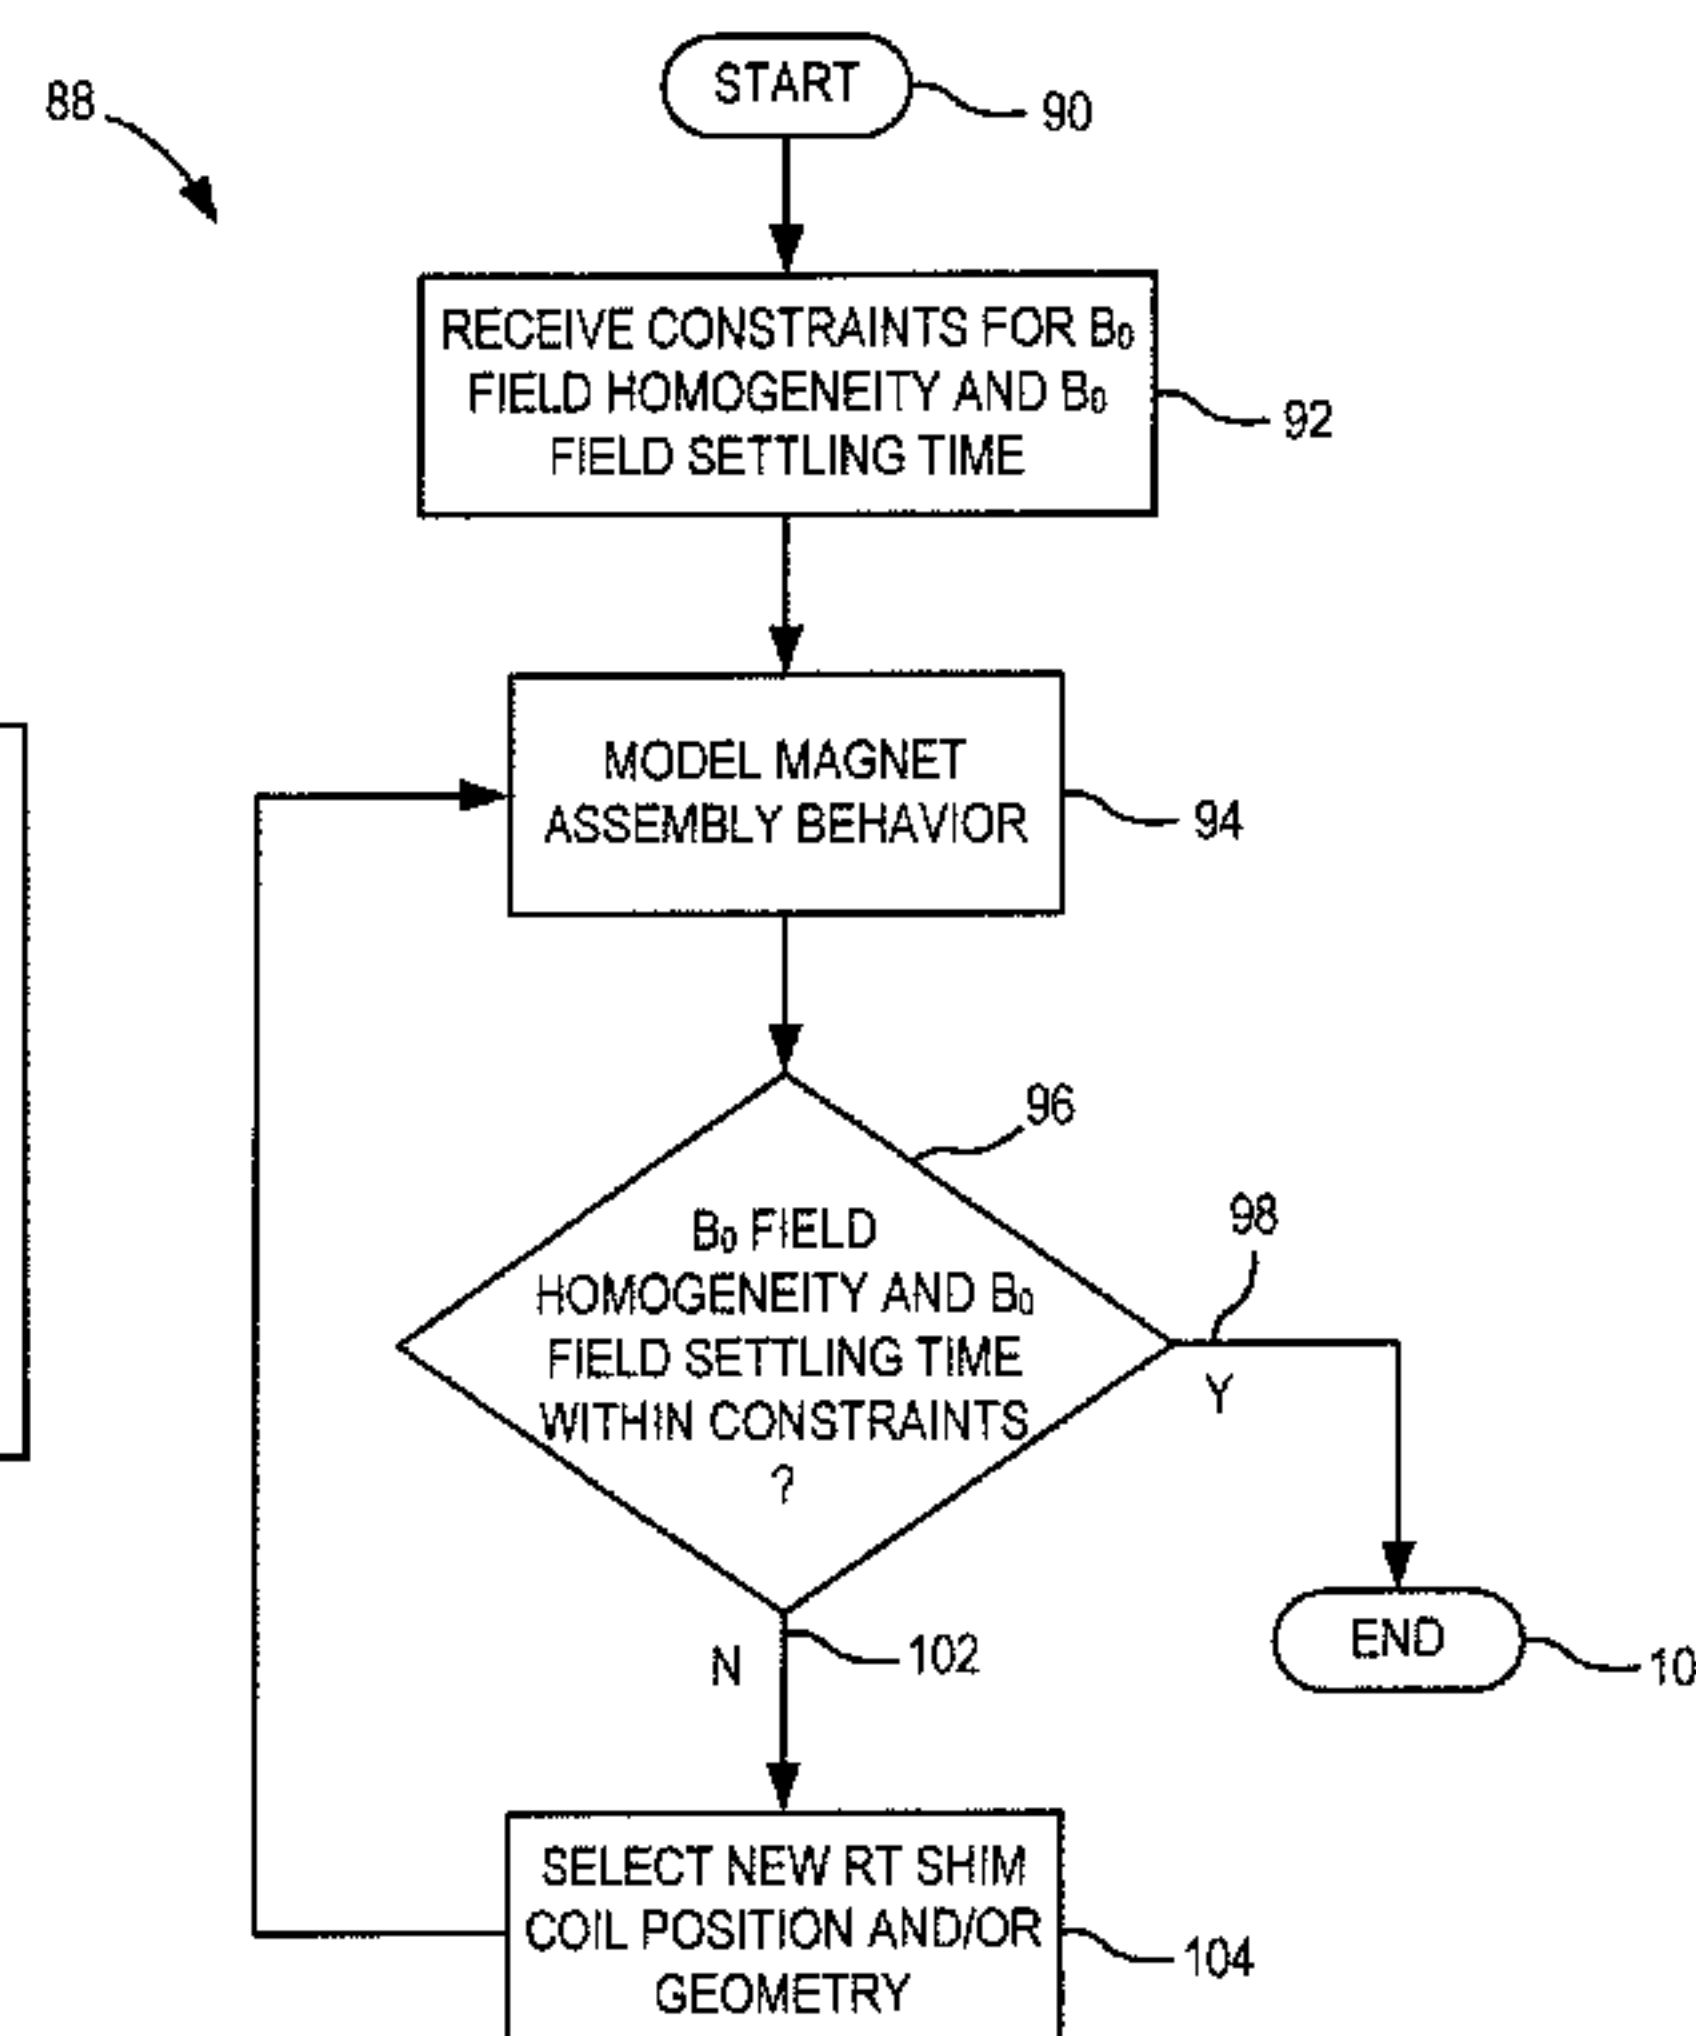 START
88
90
RECEIVE CONSTRAINTS FOR B₀
FIELD HOMOGENEITY AND B₀
FIELD SETTLING TIME
92
MODEL MAGNET
ASSEMBLY BEHAVIOR
94
96
B₀ FIELD
HOMOGENEITY AND B₀
FIELD SETTLING TIME
WITHIN CONSTRAINTS
?
98
Y
END
10
N
102
SELECT NEW RT SHIM
COIL POSITION AND/OR
GEOMETRY
104